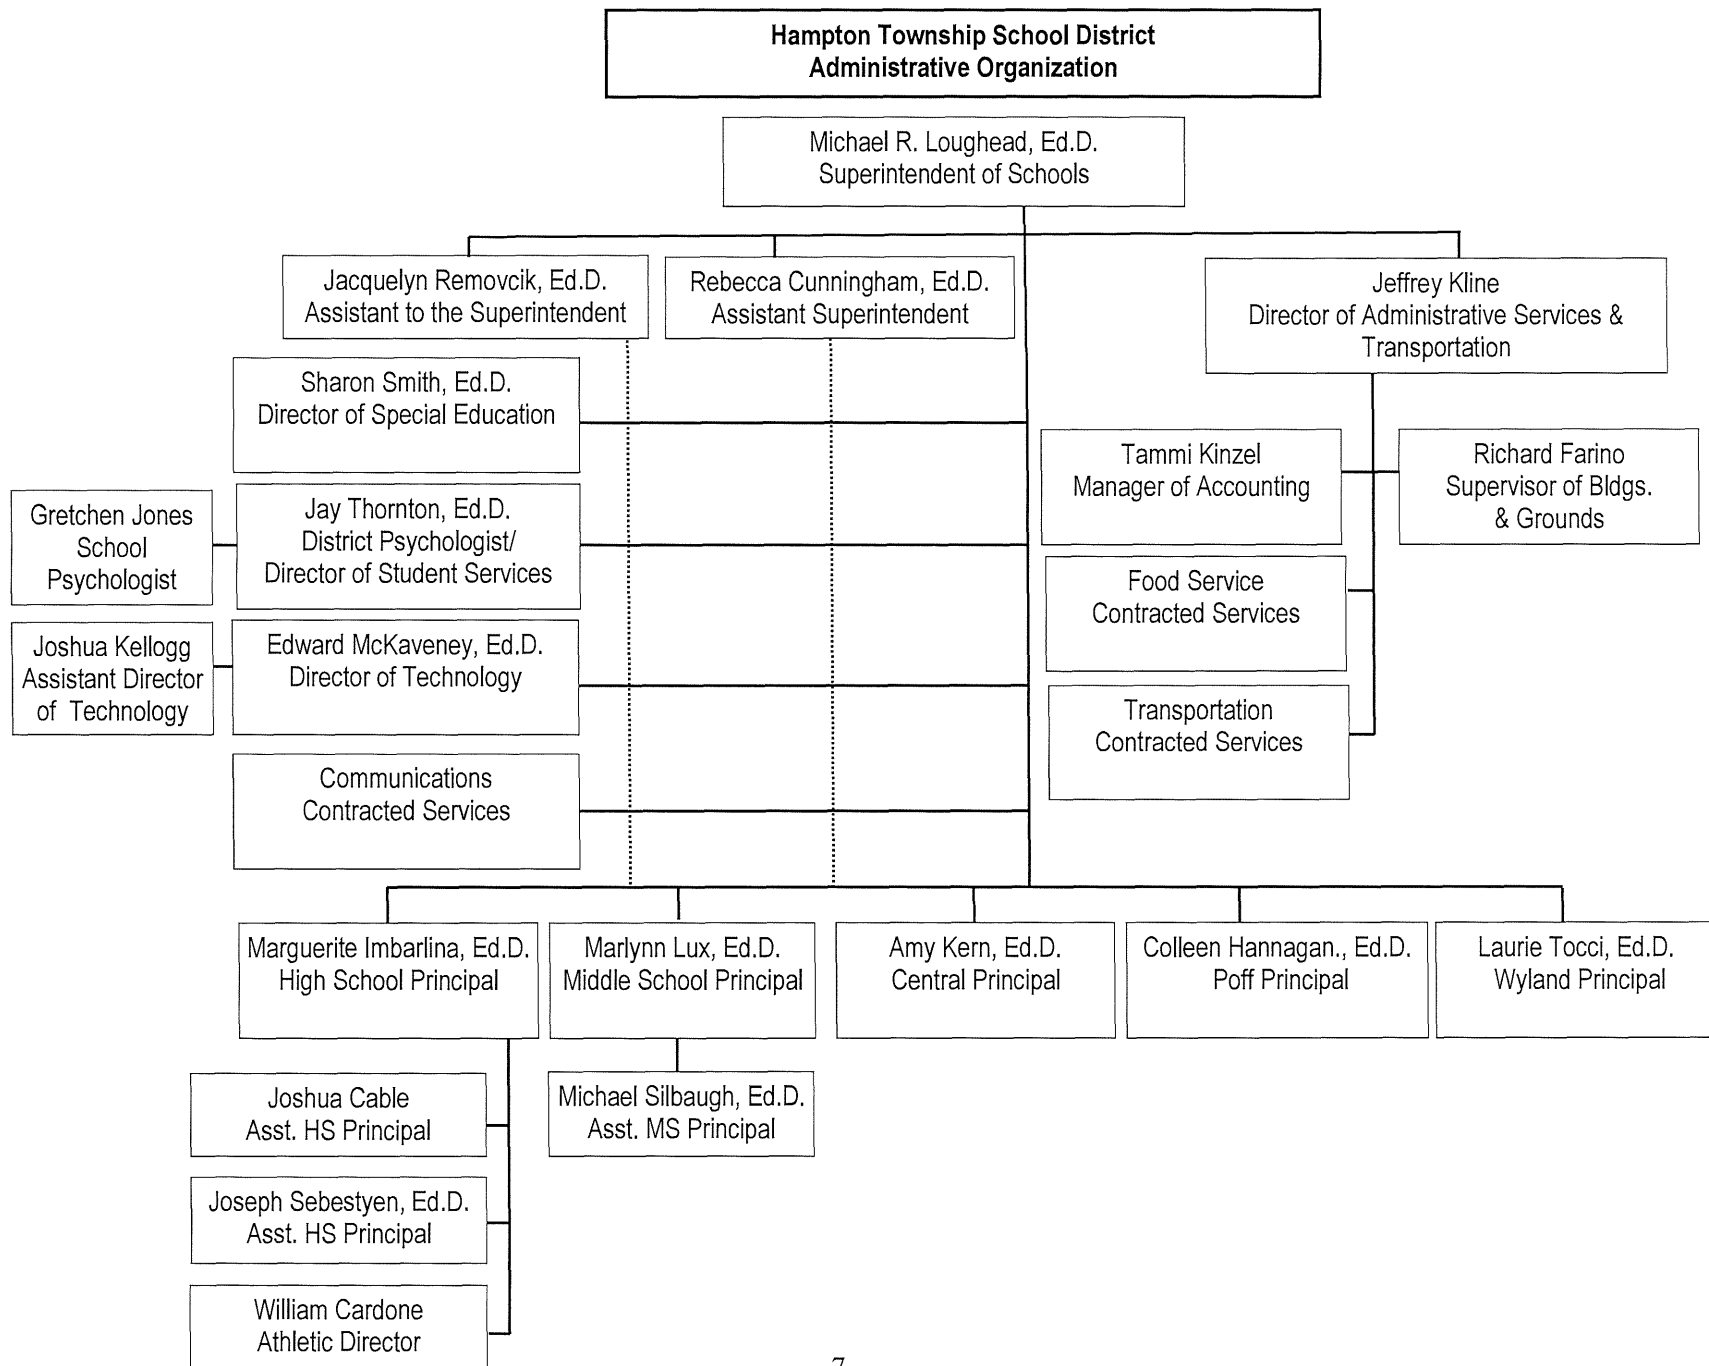 Hampton Township School District
Administrative Organization
Michael R. Loughead, Ed.D.
Superintendent of Schools
Jacquelyn Removcik, Ed.D.
Assistant to the Superintendent
Rebecca Cunningham, Ed.D.
Assistant Superintendent
Jeffrey Kline
Director of Administrative Services &
Transportation
Sharon Smith, Ed.D.
Director of Special Education
Tammi Kinzel
Manager of Accounting
Richard Farino
Supervisor of Bldgs.
& Grounds
Gretchen Jones
School
Psychologist
Jay Thornton, Ed.D.
District Psychologist/
Director of Student Services
Food Service
Contracted Services
Joshua Kellogg
Assistant Director
of Technology
Edward McKaveney, Ed.D.
Director of Technology
Transportation
Contracted Services
Communications
Contracted Services
Marguerite Imbarlina, Ed.D.
High School Principal
Marlynn Lux, Ed.D.
Middle School Principal
Amy Kern, Ed.D.
Central Principal
Colleen Hannagan., Ed.D.
Poff Principal
Laurie Tocci, Ed.D.
Wyland Principal
Joshua Cable
Asst. HS Principal
Michael Silbaugh, Ed.D.
Asst. MS Principal
Joseph Sebestyen, Ed.D.
Asst. HS Principal
William Cardone
Athletic Director
7